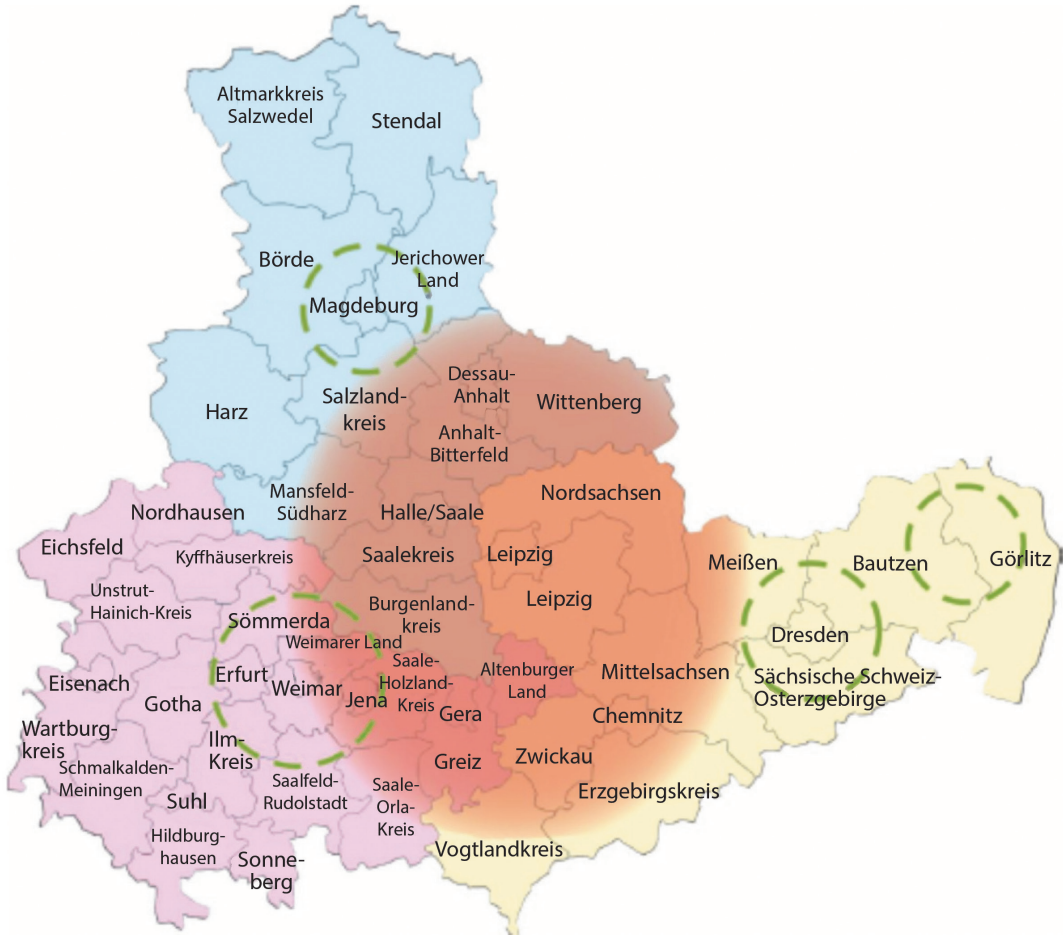 Altmarkkreis
Salzwedel
Stendal
Börde
Jerichower
Land
Magdeburg
Dessau-
Anhalt
Wittenberg
Salzland-
kreis
Harz
Anhalt-
Bitterfeld
Mansfeld-
Südharz
Nordsachsen
Nordhausen
Halle/Saale
Eichsfeld
Kyffhäuserkreis
Saalekreis
Leipzig
Meißen
Bautzen
Görlitz
Unstrut-
Hainich-Kreis
Burgenland-
kreis
Leipzig
Sömmerda
Weimarer Land
Dresden
Eisenach
Erfurt
Weimar
Jena
Saale-
Holzland-
Kreis
Altenburger
Land
Mittelsachsen
Sächsische Schweiz-
Osterzgebirge
Gotha
Gera
Chemnitz
Wartburg-
kreis
Ilm-
Kreis
Greiz
Zwickau
Schmalkalden-
Meiningen
Saalfeld-
Rudolstadt
Saale-
Orla-
Kreis
Erzgebirgskreis
Suhl
Hildburg-
hausen
Sonne-
berg
Vogtlandkreis